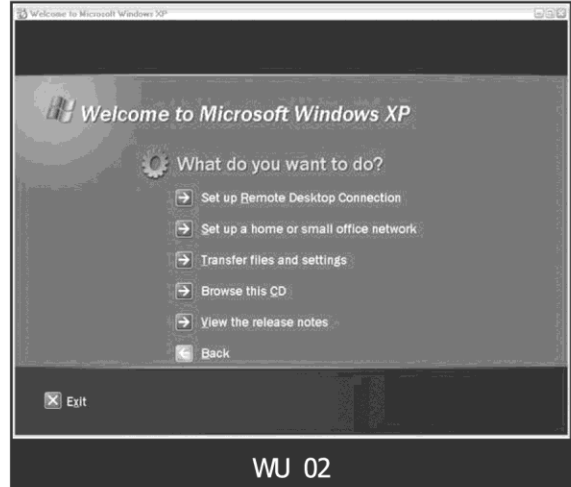 Welcome to Microsoft Windows XP
Welcome to Microsoft Windows XP
What do you want to do?
Set up Remote Desktop Connection
Set up a home or small office network
Transfer files and settings
Browse this CD
View the release notes
Back
Exit
WU 02